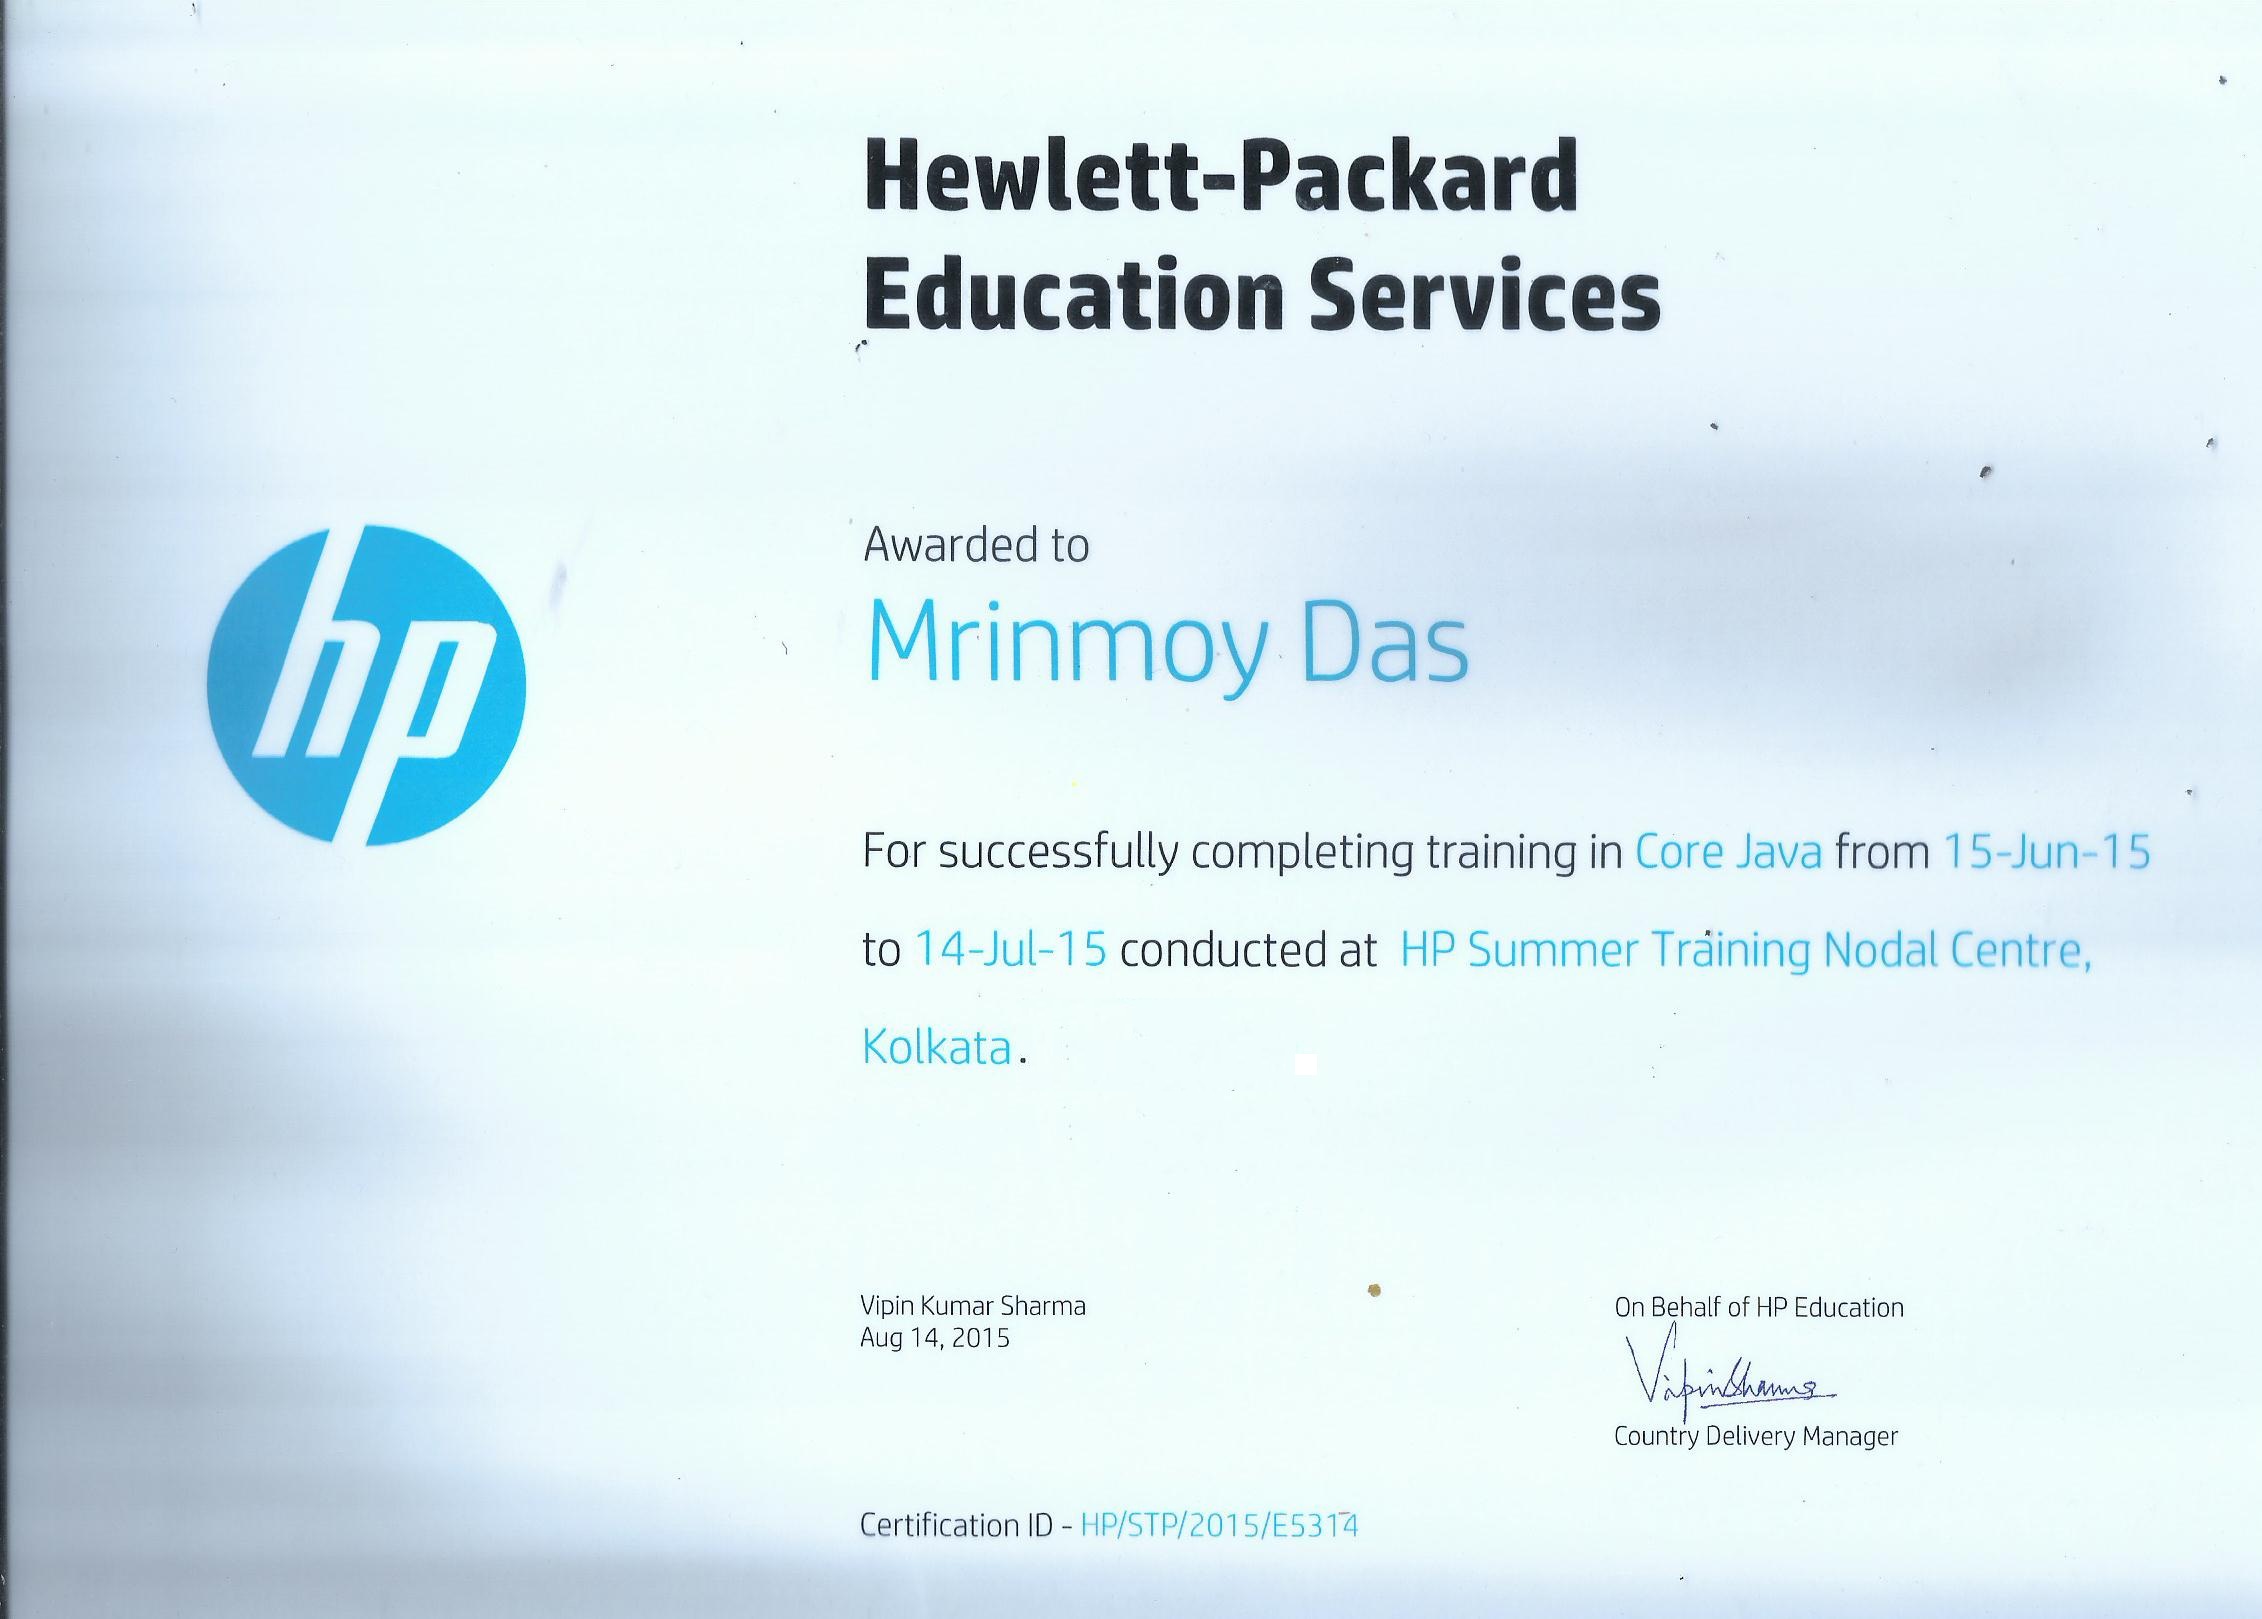 Hewlett-Packard
Education Services
hp
Awarded to
Mrinmoy Das
For successfully completing training in Core Java from 15-Jun-15
to 14-Jul-15 conducted at HP Summer Training Nodal Centre,
Kolkata.
Vipin Kumar Sharma
Aug 14, 2015
On Behalf of HP Education
VipinSharma
Country Delivery Manager
Certification ID - HP/STP/2015/E5314